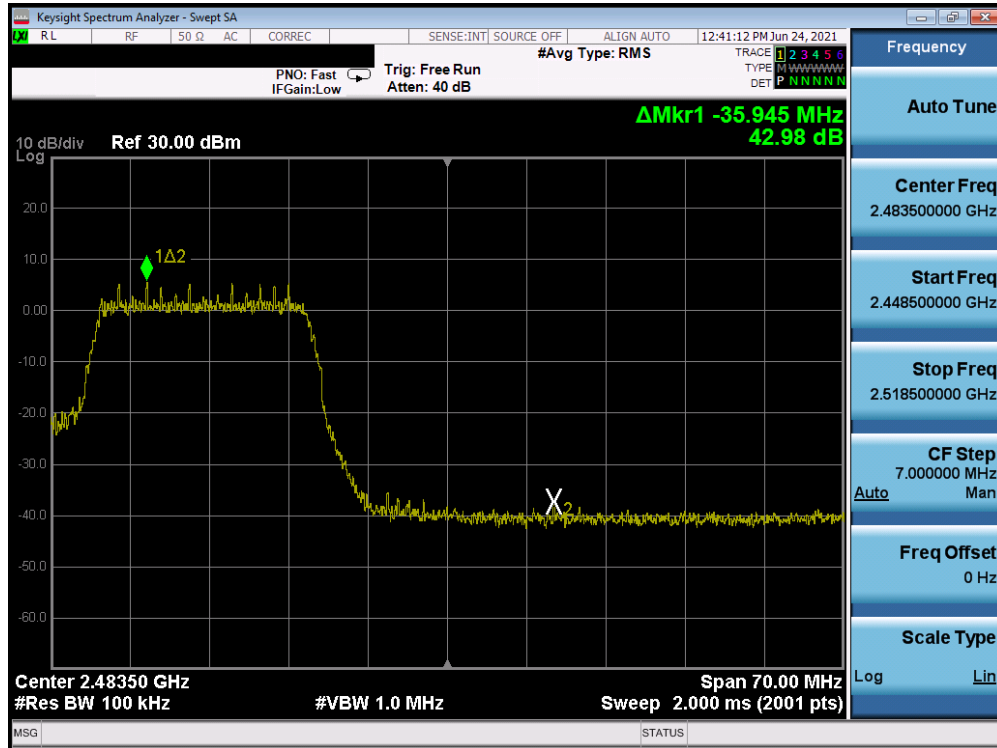 Keysight Spectrum Analyzer - Swept SA
LXI RL RF 50 Ω AC CORREC SENSE:INT SOURCE OFF ALIGN AUTO 12:41:12 PM Jun 24, 2021
#Avg Type: RMS
TRACE 1 2 3 4 5 6
TYPE M WWWWW
DET P N N N N N
PNO: Fast
IFGain:Low
Trig: Free Run
Atten: 40 dB
ΔMkr1 -35.945 MHz
42.98 dB
10 dB/div
Log
Ref 30.00 dBm
20.0
10.0
0.00
-10.0
-20.0
-30.0
-40.0
-50.0
-60.0
1Δ2
X2
Center 2.48350 GHz
#Res BW 100 kHz
#VBW 1.0 MHz
Span 70.00 MHz
Sweep 2.000 ms (2001 pts)
MSG
STATUS
Frequency
Auto Tune
Center Freq
2.483500000 GHz
Start Freq
2.448500000 GHz
Stop Freq
2.518500000 GHz
CF Step
7.000000 MHz
Auto Man
Freq Offset
0 Hz
Scale Type
Log Lin